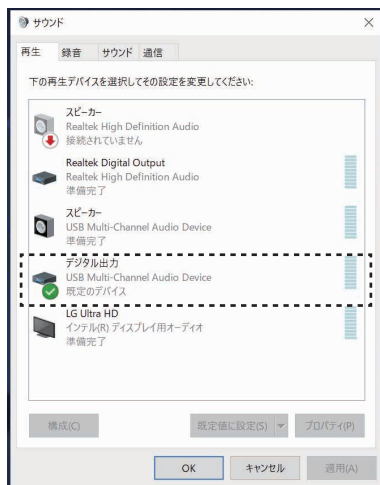 サウンド
再生 録音 サウンド 通信
下の再生デバイスを選択してその設定を変更してください:
スピーカー
Realtek High Definition Audio
接続されていません
Realtek Digital Output
Realtek High Definition Audio
準備完了
スピーカー
USB Multi-Channel Audio Device
準備完了
デジタル出力
USB Multi-Channel Audio Device
既定のデバイス
LG Ultra HD
インテル(R) ディスプレイ用オーディオ
準備完了
構成(C) 既定値に設定(S) プロパティ(P)
OK キャンセル 適用(A)